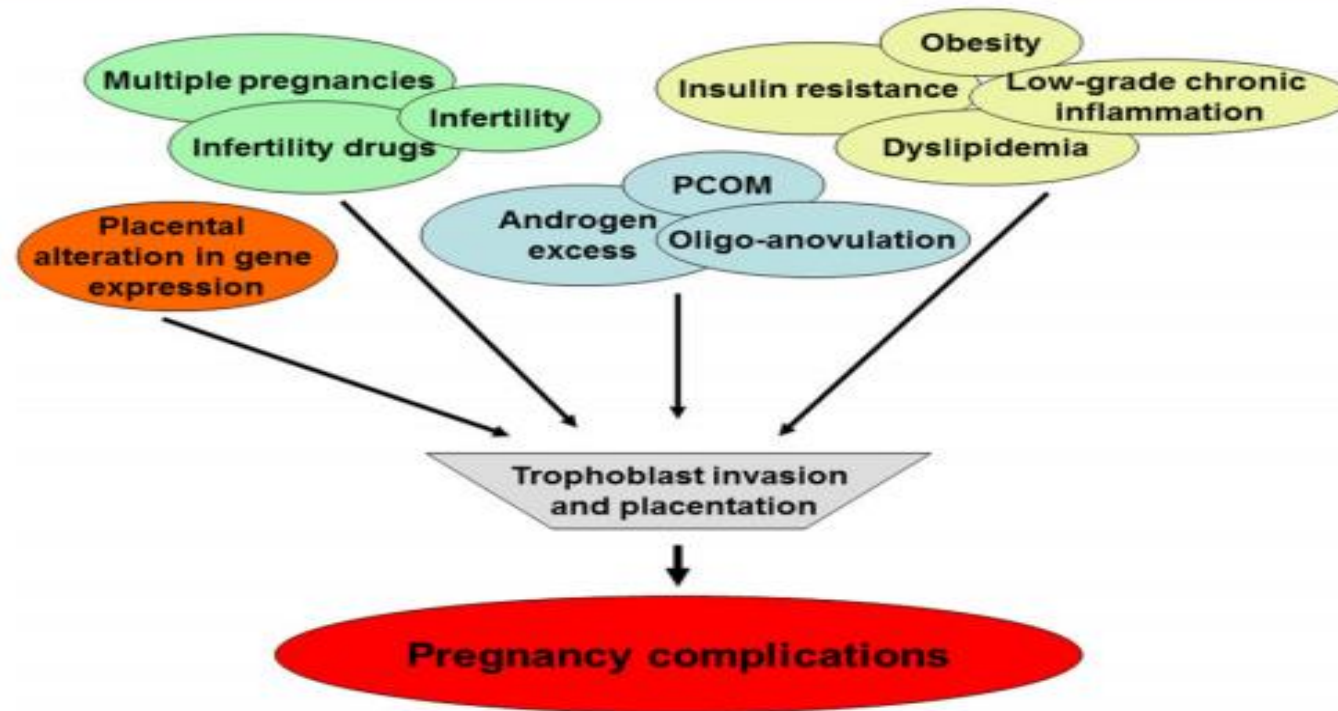 Multiple pregnancies
Infertility
Infertility drugs
Obesity
Insulin resistance
Low-grade chronic
inflammation
Dyslipidemia
PCOM
Androgen
excess
Oligo-anovulation
Placental
alteration in gene
expression
Trophoblast invasion
and placentation
Pregnancy complications